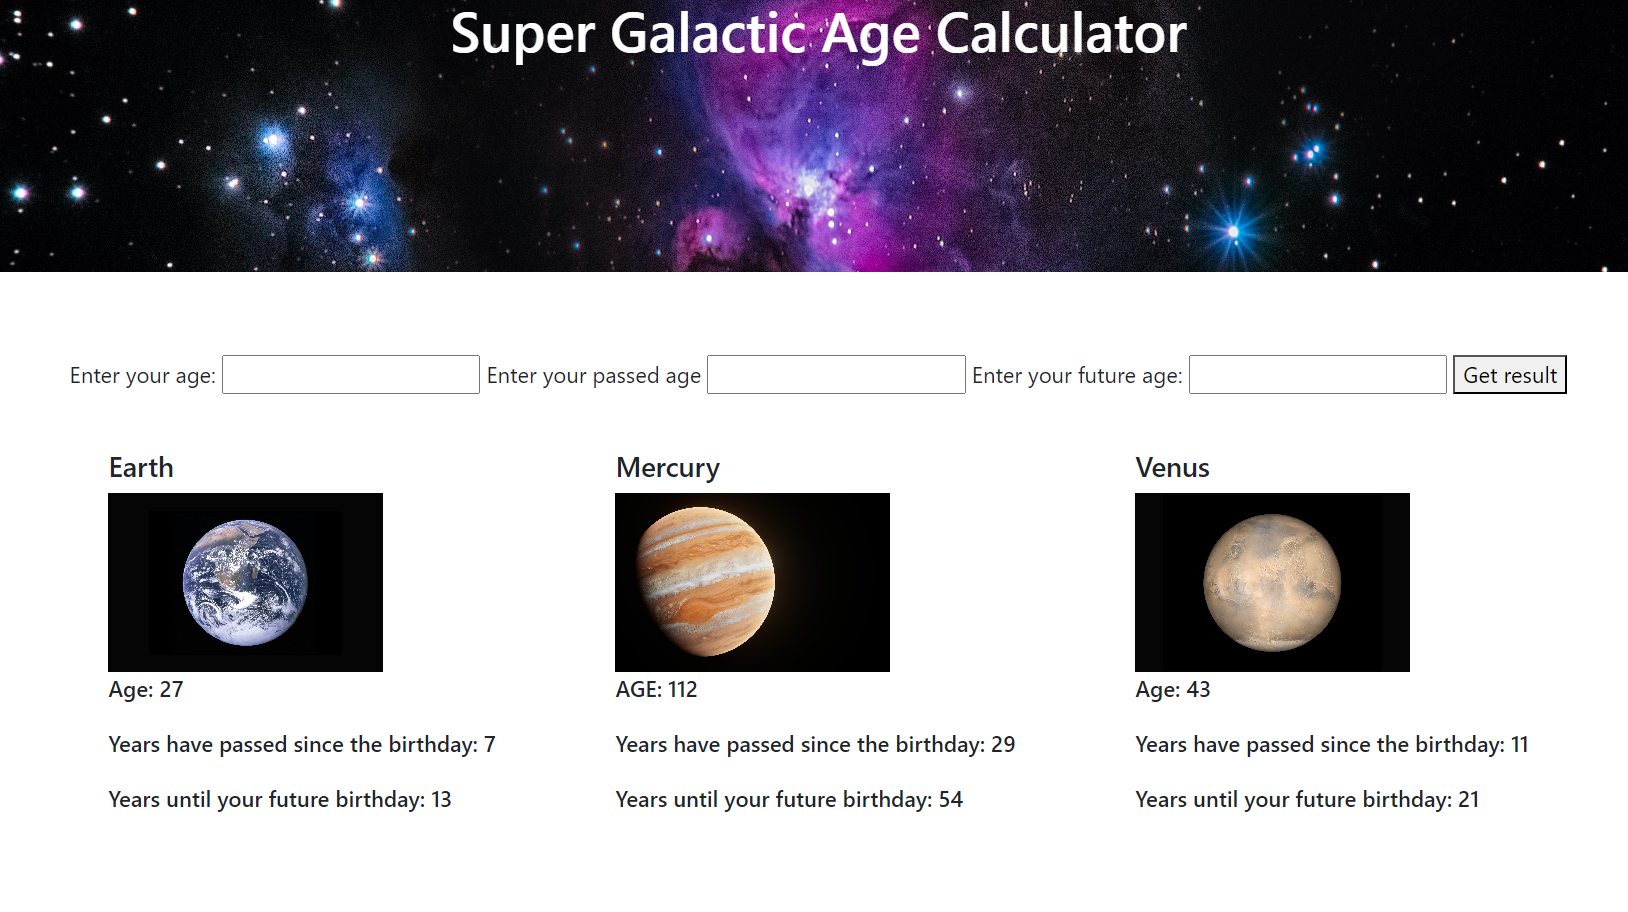 Super Galactic Age Calculator
Enter your age: Enter your passed age Enter your future age: Get result
Earth Mercury Venus
Age: 27 AGE: 112 Age: 43
Years have passed since the birthday: 7 Years have passed since the birthday: 29 Years have passed since the birthday: 11
Years until your future birthday: 13 Years until your future birthday: 54 Years until your future birthday: 21